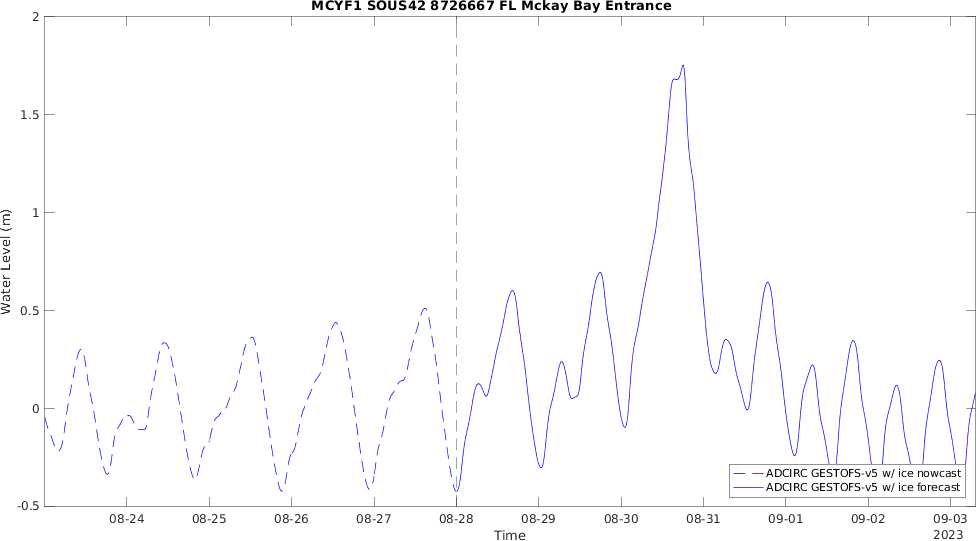 MCYF1 SOUS42 8726667 FL Mckay Bay Entrance
2
1.5
1
0.5
0
-0.5
Water Level (m)
08-24 08-25 08-26 08-27 08-28 08-29 08-30 08-31 09-01 09-02 09-03
2023
Time
ADCIRC GESTOFS-v5 w/ ice nowcast
ADCIRC GESTOFS-v5 w/ ice forecast